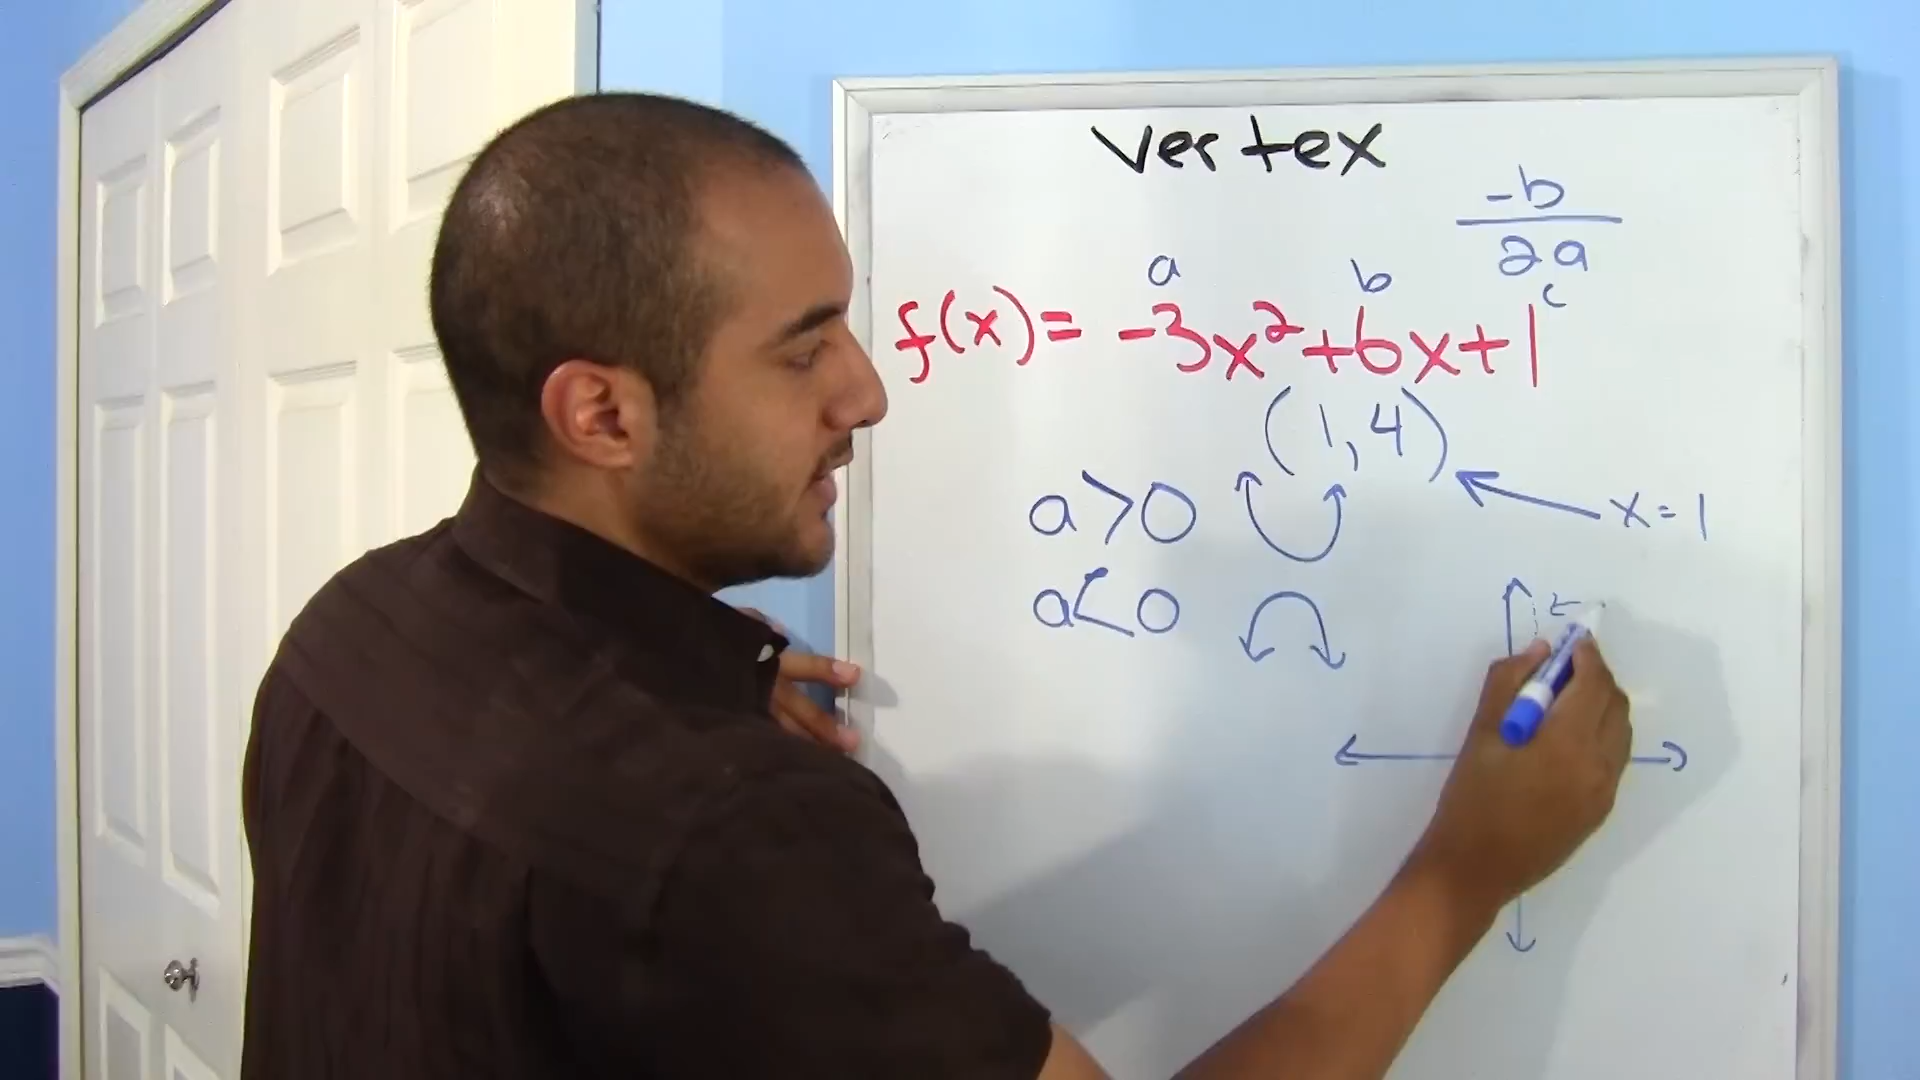 vertex
-b
2a
a b c
f(x)= -3x²+6x+1
(1,4)
a>0
x=1
a<0